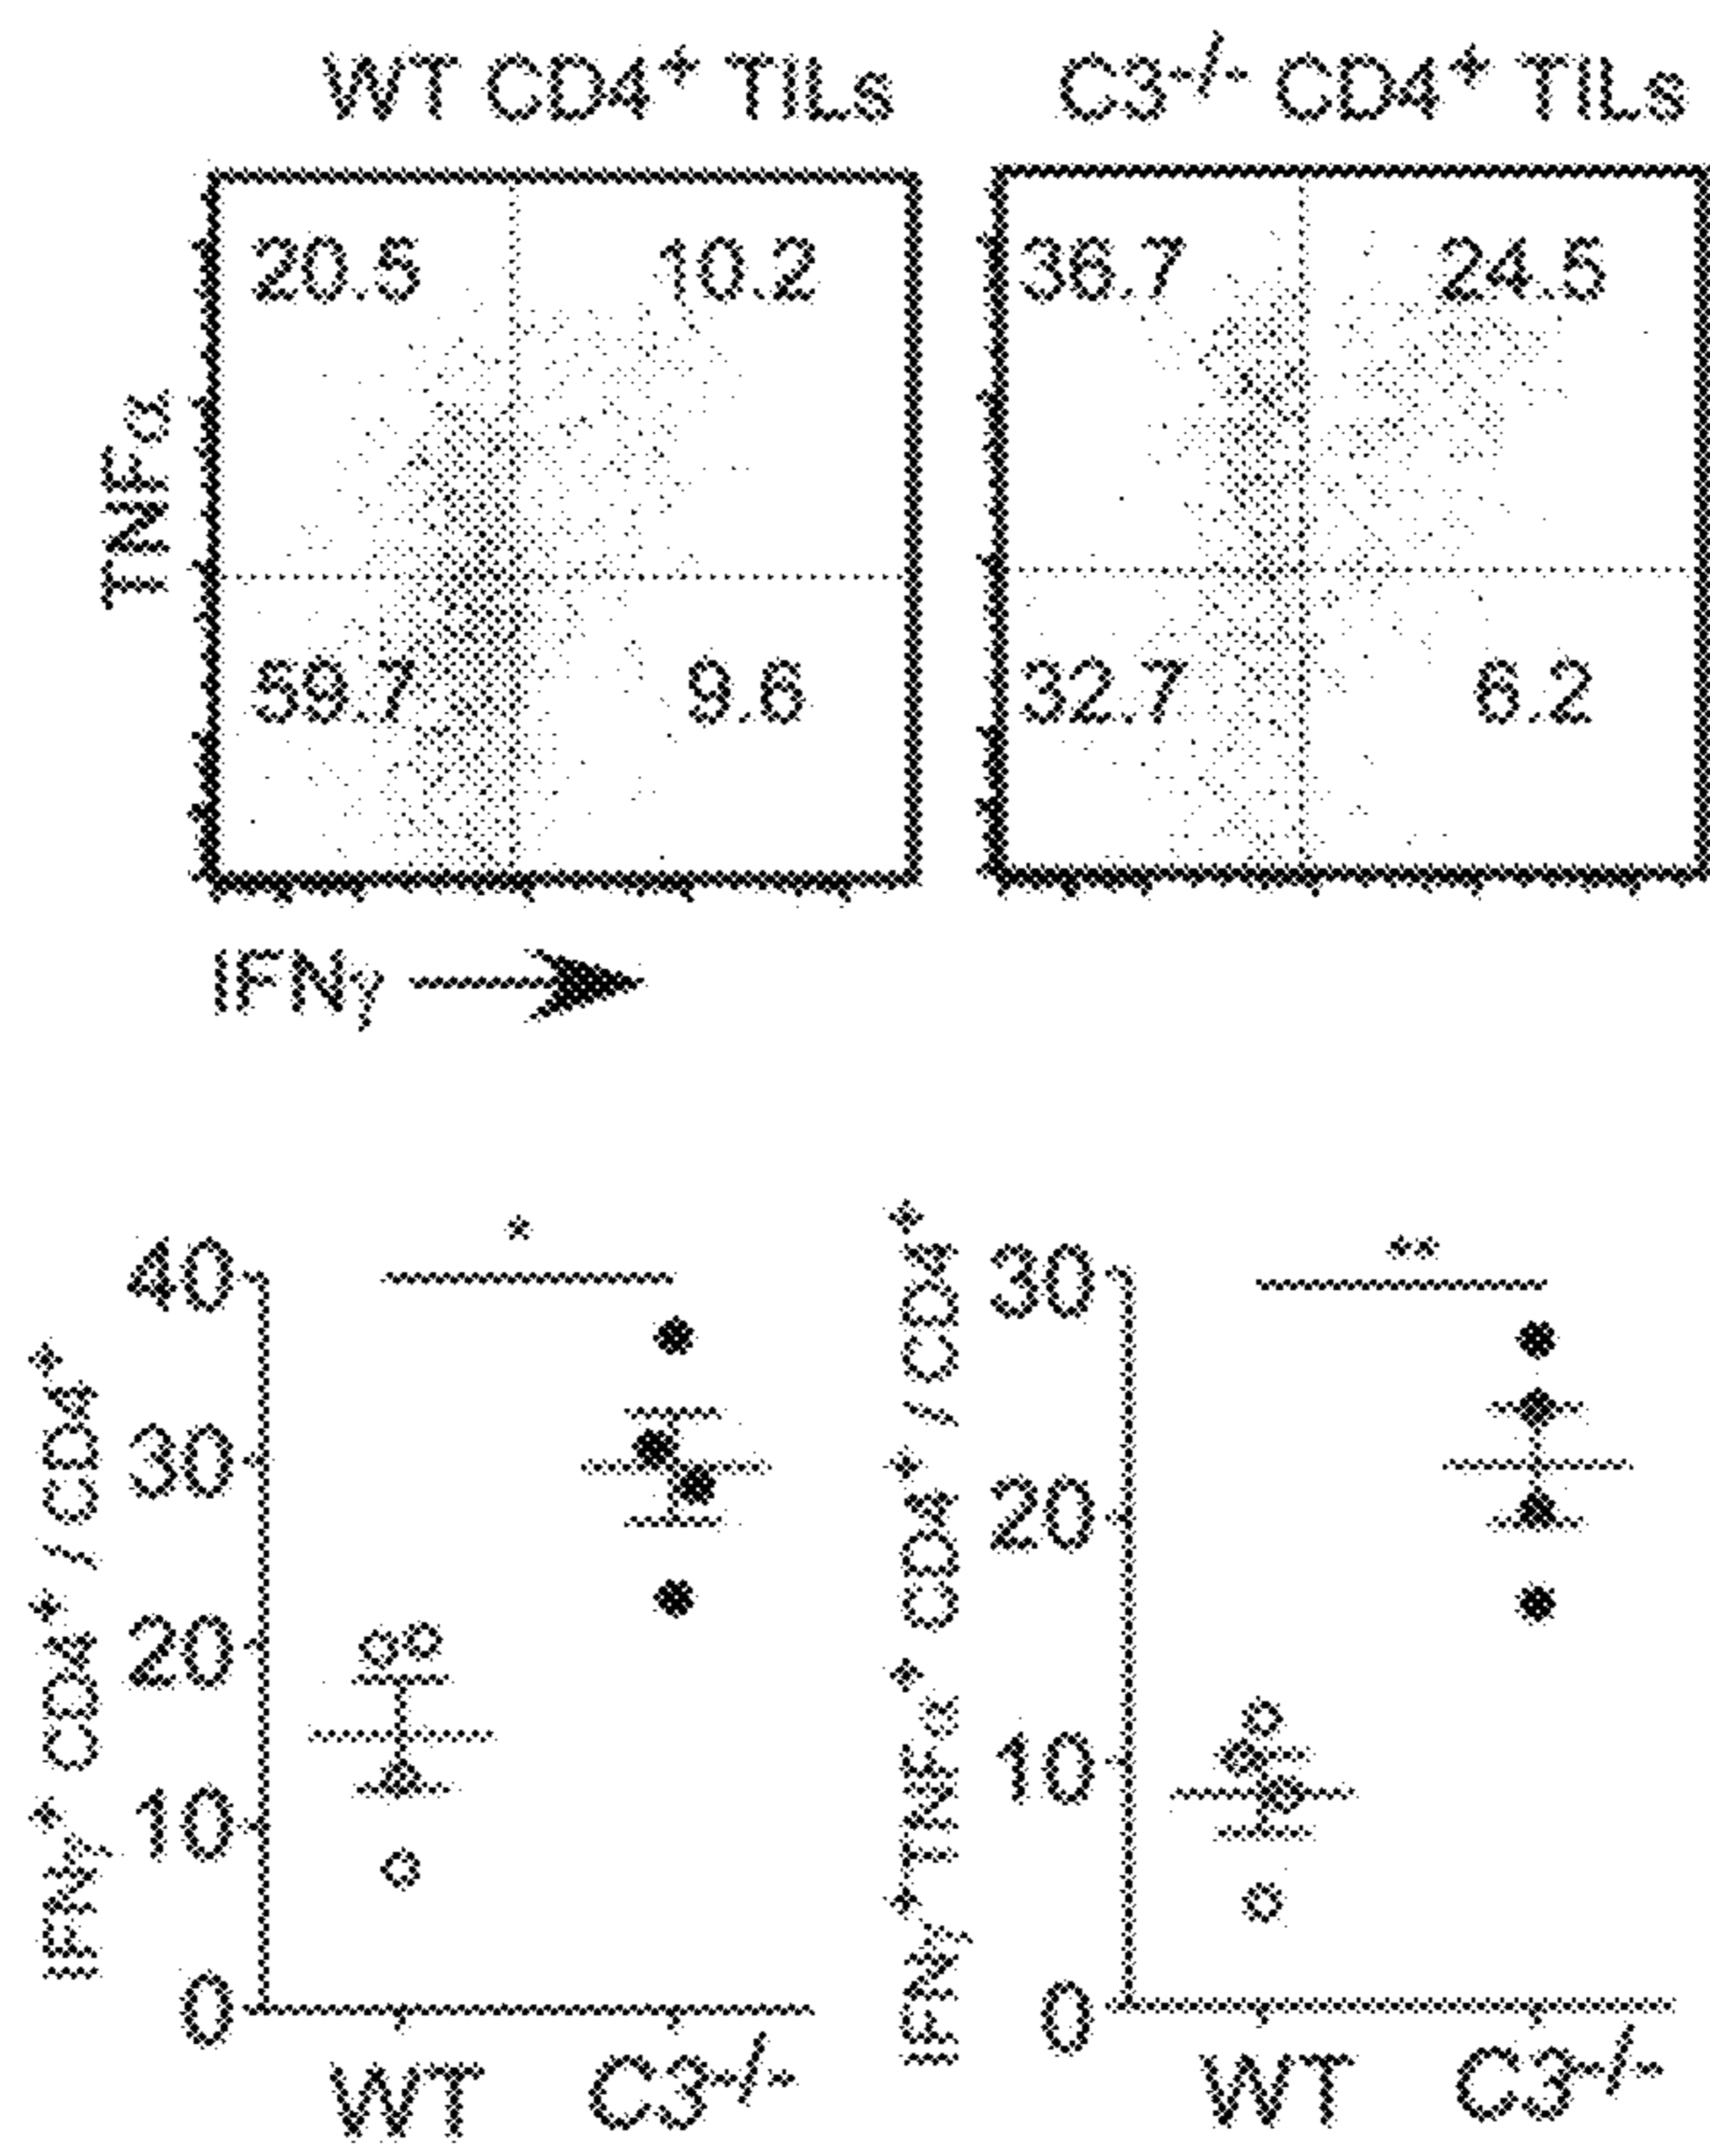 WT CD4⁺ TILs
C3⁻/⁻ CD4⁺ TILs
TNFα
20.5
10.2
59.7
9.6
36.7
24.5
32.7
6.2
IFNγ
IFNγ⁺ CD4⁺ / CD4⁺
40
30
20
10
0
*
WT
C3⁻/⁻
IFNγ⁺ TNFα⁺ CD4⁺ / CD4⁺
30
20
10
0
**
WT
C3⁻/⁻